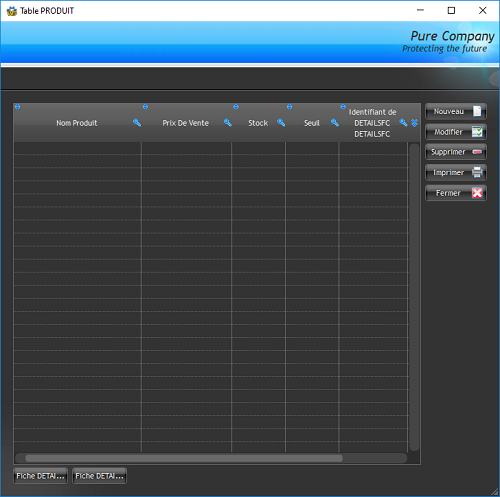 Table PRODUIT
Pure Company
Protecting the future
Nom Produit
Prix De Vente
Stock
Seuil
Identifiant de
DETAILSFC
DETAILSFC
Nouveau
Modifier
Supprimer
Imprimer
Fermer
Fiche DETAI...
Fiche DETAI...